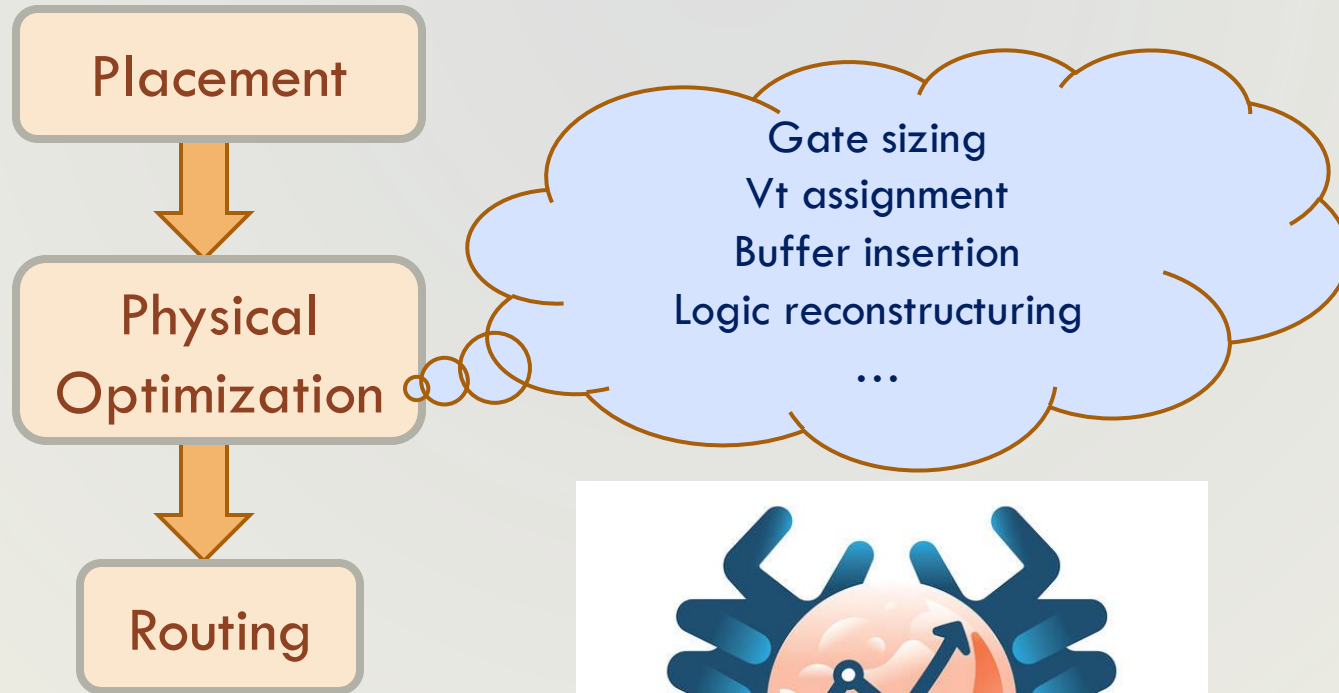 Placement
Physical
Optimization
Routing
Gate sizing
Vt assignment
Buffer insertion
Logic reconstructuring
...